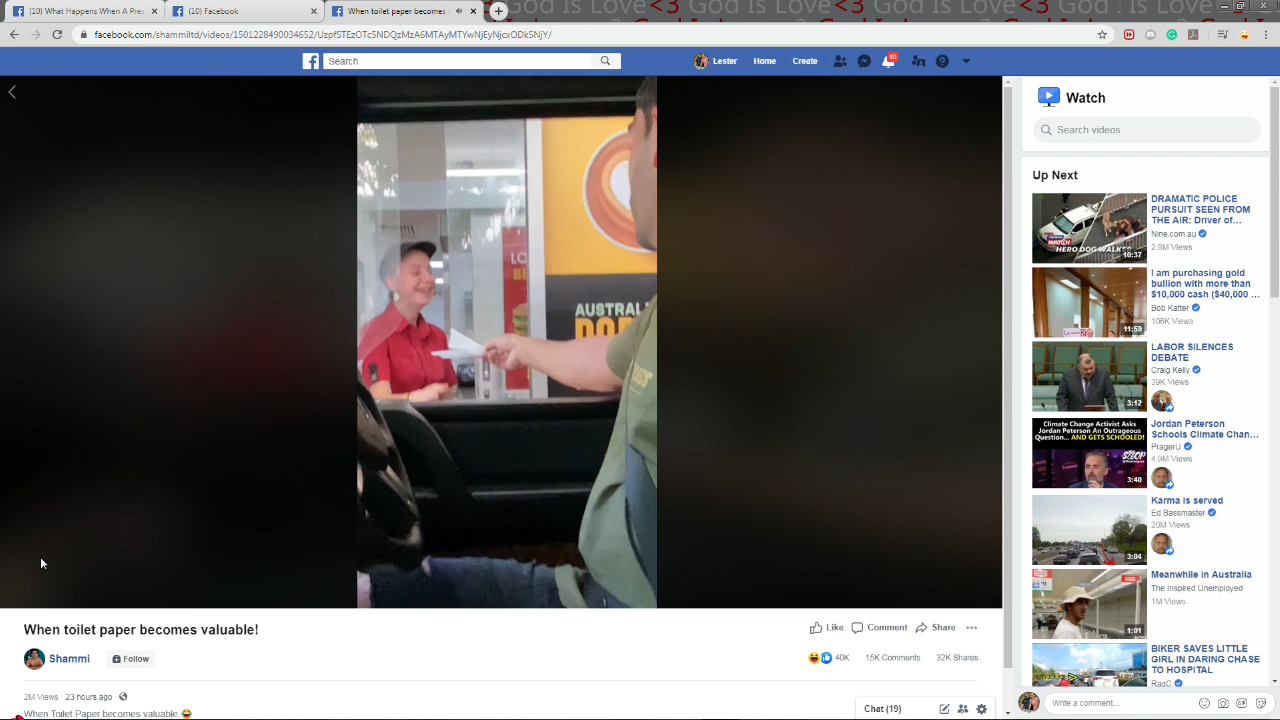 God Is Love<3 God Is Love<3 God Is Love<3 God
(10) What Happens When A Pres
(10) Facebook
When toilet paper becomes
facebook.com/shammiltd/videos/1501228490034652/UzpfSTEzOTc5NDQzMzA6MTAyMTYwNjEyNjcxODk5NjY/
Search
Lester
Home
Create
10
Watch
Search videos
Up Next
DRAMATIC POLICE
PURSUIT SEEN FROM
THE AIR: Driver of…
Nine.com.au
2.8M Views
WATCH
HERO DOG WALKER
10:37
I am purchasing gold
bullion with more than
$10,000 cash ($40,000 …
Bob Katter
106K Views
11:59
LABOR SILENCES
DEBATE
Craig Kelly
39K Views
3:12
Climate Change Activist Asks
Jordan Peterson An Outrageous
Question... AND GETS SCHOOLED!
Jordan Peterson
Schools Climate Chan…
PragerU
4.9M Views
3:40
Karma is served
Ed Bassmaster
20M Views
3:04
Meanwhile in Australia
The Inspired Unemployed
1M Views
1:01
BIKER SAVES LITTLE
GIRL IN DARING CHASE
TO HOSPITAL
AUSTRAL
When toilet paper becomes valuable!
Like
Comment
Share
Shammi
Follow
40K
15K Comments
32K Shares
2M Views
23 hours ago
When Toilet Paper becomes valuable 😂
Chat (19)
Write a comment...